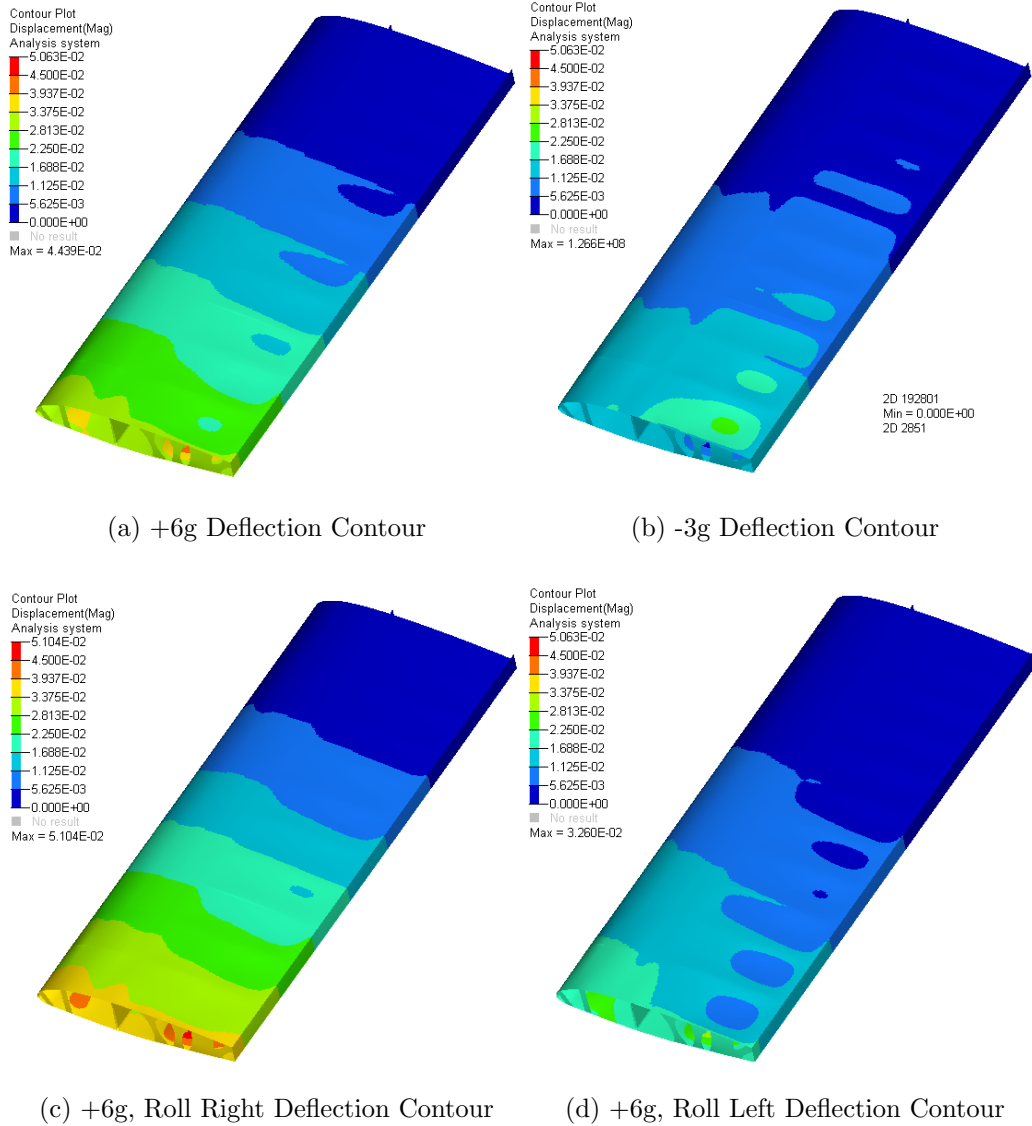 Contour Plot
Displacement(Mag)
Analysis system
5.063E-02
4.500E-02
3.937E-02
3.375E-02
2.813E-02
2.250E-02
1.688E-02
1.125E-02
5.625E-03
0.000E+00
No result
Max = 4.439E-02
(a) +6g Deflection Contour
Contour Plot
Displacement(Mag)
Analysis system
5.063E-02
4.500E-02
3.937E-02
3.375E-02
2.813E-02
2.250E-02
1.688E-02
1.125E-02
5.625E-03
0.000E+00
No result
Max = 1.266E+08
2D 192801
Min = 0.000E+00
2D 2851
(b) -3g Deflection Contour
Contour Plot
Displacement(Mag)
Analysis system
5.104E-02
4.500E-02
3.937E-02
3.375E-02
2.813E-02
2.250E-02
1.688E-02
1.125E-02
5.625E-03
0.000E+00
No result
Max = 5.104E-02
(c) +6g, Roll Right Deflection Contour
Contour Plot
Displacement(Mag)
Analysis system
5.063E-02
4.500E-02
3.937E-02
3.375E-02
2.813E-02
2.250E-02
1.688E-02
1.125E-02
5.625E-03
0.000E+00
No result
Max = 3.260E-02
(d) +6g, Roll Left Deflection Contour